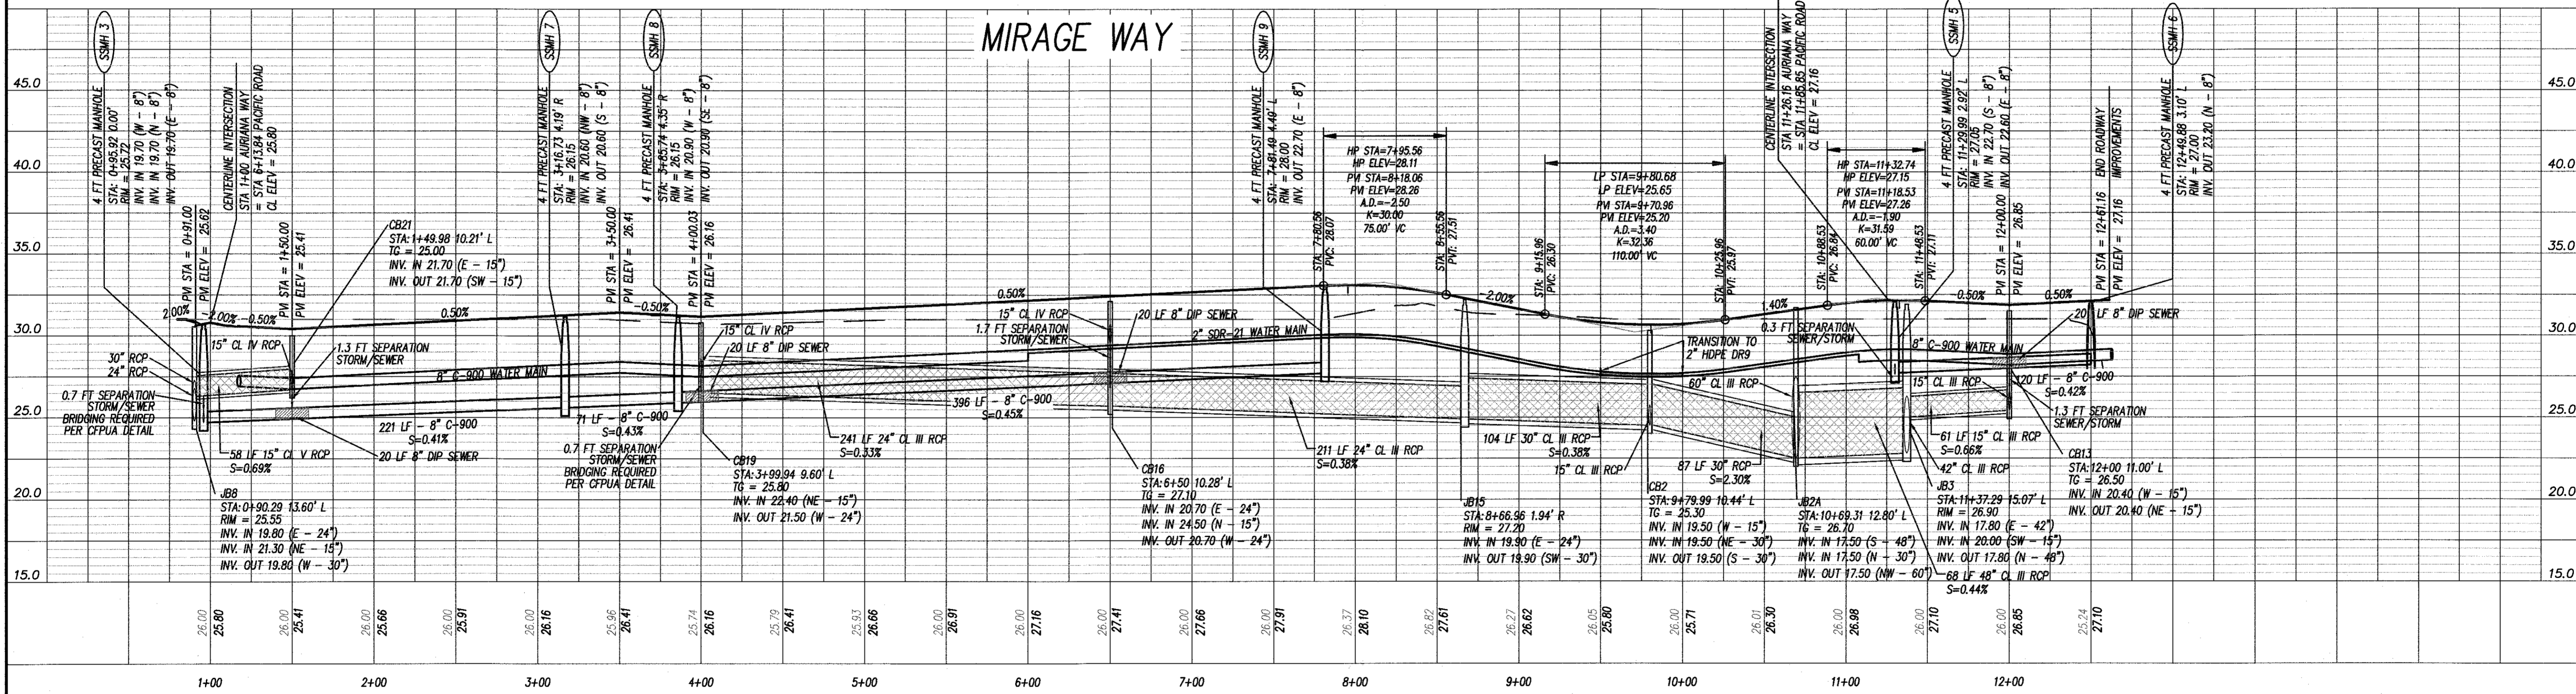 MIRAGE WAY
SSMH 3
4 FT PRECAST MANHOLE
STA: 0+95.92 0.00'
RIM = 25.72
INV. IN 19.70 (W - 8")
INV. IN 19.70 (N - 8")
INV. OUT 19.70 (E - 8")
CENTERLINE INTERSECTION
STA 1+00 AURIANA WAY
= STA 6+13.84 PACIFIC ROAD
CL ELEV = 25.80
SSMH 7
4 FT PRECAST MANHOLE
STA: 3+16.73 4.19' R
RIM = 26.15
INV. IN 20.60 (NW - 8")
INV. OUT 20.60 (S - 8")
SSMH 8
4 FT PRECAST MANHOLE
STA: 3+85.74 4.35' R
RIM = 26.15
INV. IN 20.90 (W - 8")
INV. OUT 20.90 (SE - 8")
SSMH 9
4 FT PRECAST MANHOLE
STA: 7+81.49 4.49' L
RIM = 28.00
INV. OUT 22.70 (E - 8")
CENTERLINE INTERSECTION
STA 11+26.16 AURIANA WAY
= STA 11+85.85 PACIFIC ROAD
CL ELEV = 27.16
SSMH 5
4 FT PRECAST MANHOLE
STA: 11+29.99 2.92' L
RIM = 27.05
INV. IN 22.70 (S - 8")
INV. OUT 22.60 (E - 8")
SSMH 6
4 FT PRECAST MANHOLE
STA: 12+49.88 3.10' L
RIM = 27.00
INV. OUT 23.20 (N - 8")
45.0
40.0
35.0
30.0
25.0
20.0
15.0
45.0
40.0
35.0
30.0
25.0
20.0
15.0
PVI STA = 0+91.00
PVI ELEV = 25.62
PVI STA = 1+50.00
PVI ELEV = 25.41
PVI STA = 3+50.00
PVI ELEV = 26.41
PVI STA = 4+00.03
PVI ELEV = 26.16
STA: 7+80.56
PVC: 28.07
HP STA=7+95.56
HP ELEV=28.11
PVI STA=8+18.06
PVI ELEV=28.26
A.D.=-2.50
K=30.00
75.00' VC
STA: 8+55.56
PVT: 27.51
STA: 9+15.96
PVC: 26.30
LP STA=9+80.68
LP ELEV=25.65
PVI STA=9+70.96
PVI ELEV=25.20
A.D.=3.40
K=32.36
110.00' VC
STA: 10+25.96
PVT: 25.97
STA: 10+88.53
PVC: 26.84
HP STA=11+32.74
HP ELEV=27.15
PVI STA=11+18.53
PVI ELEV=27.26
A.D.=-1.90
K=31.59
60.00' VC
STA: 11+48.53
PVT: 27.11
PVI STA = 12+00.00
PVI ELEV = 26.85
PVI STA = 12+61.16
PVI ELEV = 27.16
END ROADWAY
IMPROVEMENTS
CB21
STA:1+49.98 10.21' L
TG = 25.00
INV. IN 21.70 (E - 15")
INV. OUT 21.70 (SW - 15")
2.00%
-2.00%
-0.50%
0.50%
-0.50%
0.50%
-2.00%
1.40%
-0.50%
0.50%
30" RCP
24" RCP
0.7 FT SEPARATION
STORM/SEWER
BRIDGING REQUIRED
PER CFPUA DETAIL
15" CL IV RCP
1.3 FT SEPARATION
STORM/SEWER
8" C-900 WATER MAIN
221 LF - 8" C-900
S=0.41%
58 LF 15" CL V RCP
S=0.69%
20 LF 8" DIP SEWER
15" CL IV RCP
20 LF 8" DIP SEWER
71 LF - 8" C-900
S=0.43%
0.7 FT SEPARATION
STORM/SEWER
BRIDGING REQUIRED
PER CFPUA DETAIL
241 LF 24" CL III RCP
S=0.33%
396 LF - 8" C-900
S=0.45%
15" CL IV RCP
1.7 FT SEPARATION
STORM/SEWER
20 LF 8" DIP SEWER
2" SDR-21 WATER MAIN
211 LF 24" CL III RCP
S=0.38%
104 LF 30" CL III RCP
S=0.38%
15" CL III RCP
TRANSITION TO
2" HDPE DR9
87 LF 30" RCP
S=2.30%
60" CL III RCP
0.3 FT SEPARATION
SEWER/STORM
8" C-900 WATER MAIN
20 LF 8" DIP SEWER
15" CL III RCP
120 LF - 8" C-900
S=0.42%
1.3 FT SEPARATION
SEWER/STORM
61 LF 15" CL III RCP
S=0.66%
42" CL III RCP
68 LF 48" CL III RCP
S=0.44%
JB8
STA:0+90.29 13.60' L
RIM = 25.55
INV. IN 19.80 (E - 24")
INV. IN 21.30 (NE - 15")
INV. OUT 19.80 (W - 30")
CB19
STA:3+99.94 9.60' L
TG = 25.80
INV. IN 22.40 (NE - 15")
INV. OUT 21.50 (W - 24")
CB16
STA:6+50 10.28' L
TG = 27.10
INV. IN 20.70 (E - 24")
INV. IN 24.50 (N - 15")
INV. OUT 20.70 (W - 24")
JB15
STA:8+66.96 1.94' R
RIM = 27.20
INV. IN 19.90 (E - 24")
INV. OUT 19.90 (SW - 30")
CB2
STA:9+79.99 10.44' L
TG = 25.30
INV. IN 19.50 (W - 15")
INV. IN 19.50 (NE - 30")
INV. OUT 19.50 (S - 30")
JB2A
STA:10+69.31 12.80' L
TG = 26.70
INV. IN 17.50 (S - 48")
INV. IN 17.50 (N - 30")
INV. OUT 17.50 (NW - 60")
JB3
STA:11+37.29 15.07' L
RIM = 26.90
INV. IN 17.80 (E - 42")
INV. IN 20.00 (SW - 15")
INV. OUT 17.80 (N - 48")
CB13
STA:12+00 11.00' L
TG = 26.50
INV. IN 20.40 (W - 15")
INV. OUT 20.40 (NE - 15")
26.00 25.80
26.00 25.41
26.00 25.66
26.00 25.91
26.00 26.16
25.96 26.41
25.74 26.16
25.79 26.41
25.93 26.66
26.00 26.91
26.00 27.16
26.00 27.41
26.00 27.66
26.00 27.91
26.37 28.10
26.82 27.61
26.27 26.62
26.05 25.80
26.00 25.71
26.01 26.30
26.00 26.98
26.00 27.10
26.00 26.85
25.24 27.10
1+00
2+00
3+00
4+00
5+00
6+00
7+00
8+00
9+00
10+00
11+00
12+00